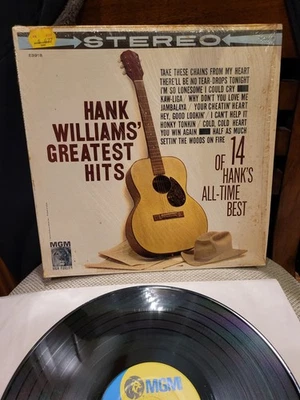 STEREO
TAKE THESE CHAINS FROM MY HEART
THERE'LL BE NO TEAR DROPS TONIGHT
I'M SO LONESOME I COULD CRY
KAW-LIGA / WHY DON'T YOU LOVE ME
JAMBALAYA / YOUR CHEATIN' HEART
HEY, GOOD LOOKIN' / I CAN'T HELP IT
HONKY TONKIN / COLD, COLD HEART
YOU WIN AGAIN HALF AS MUCH
SETTIN' THE WOODS ON FIRE
HANK
WILLIAMS'
GREATEST
HITS
14
OF HANK'S
ALL-TIME
BEST
MGM
MGM